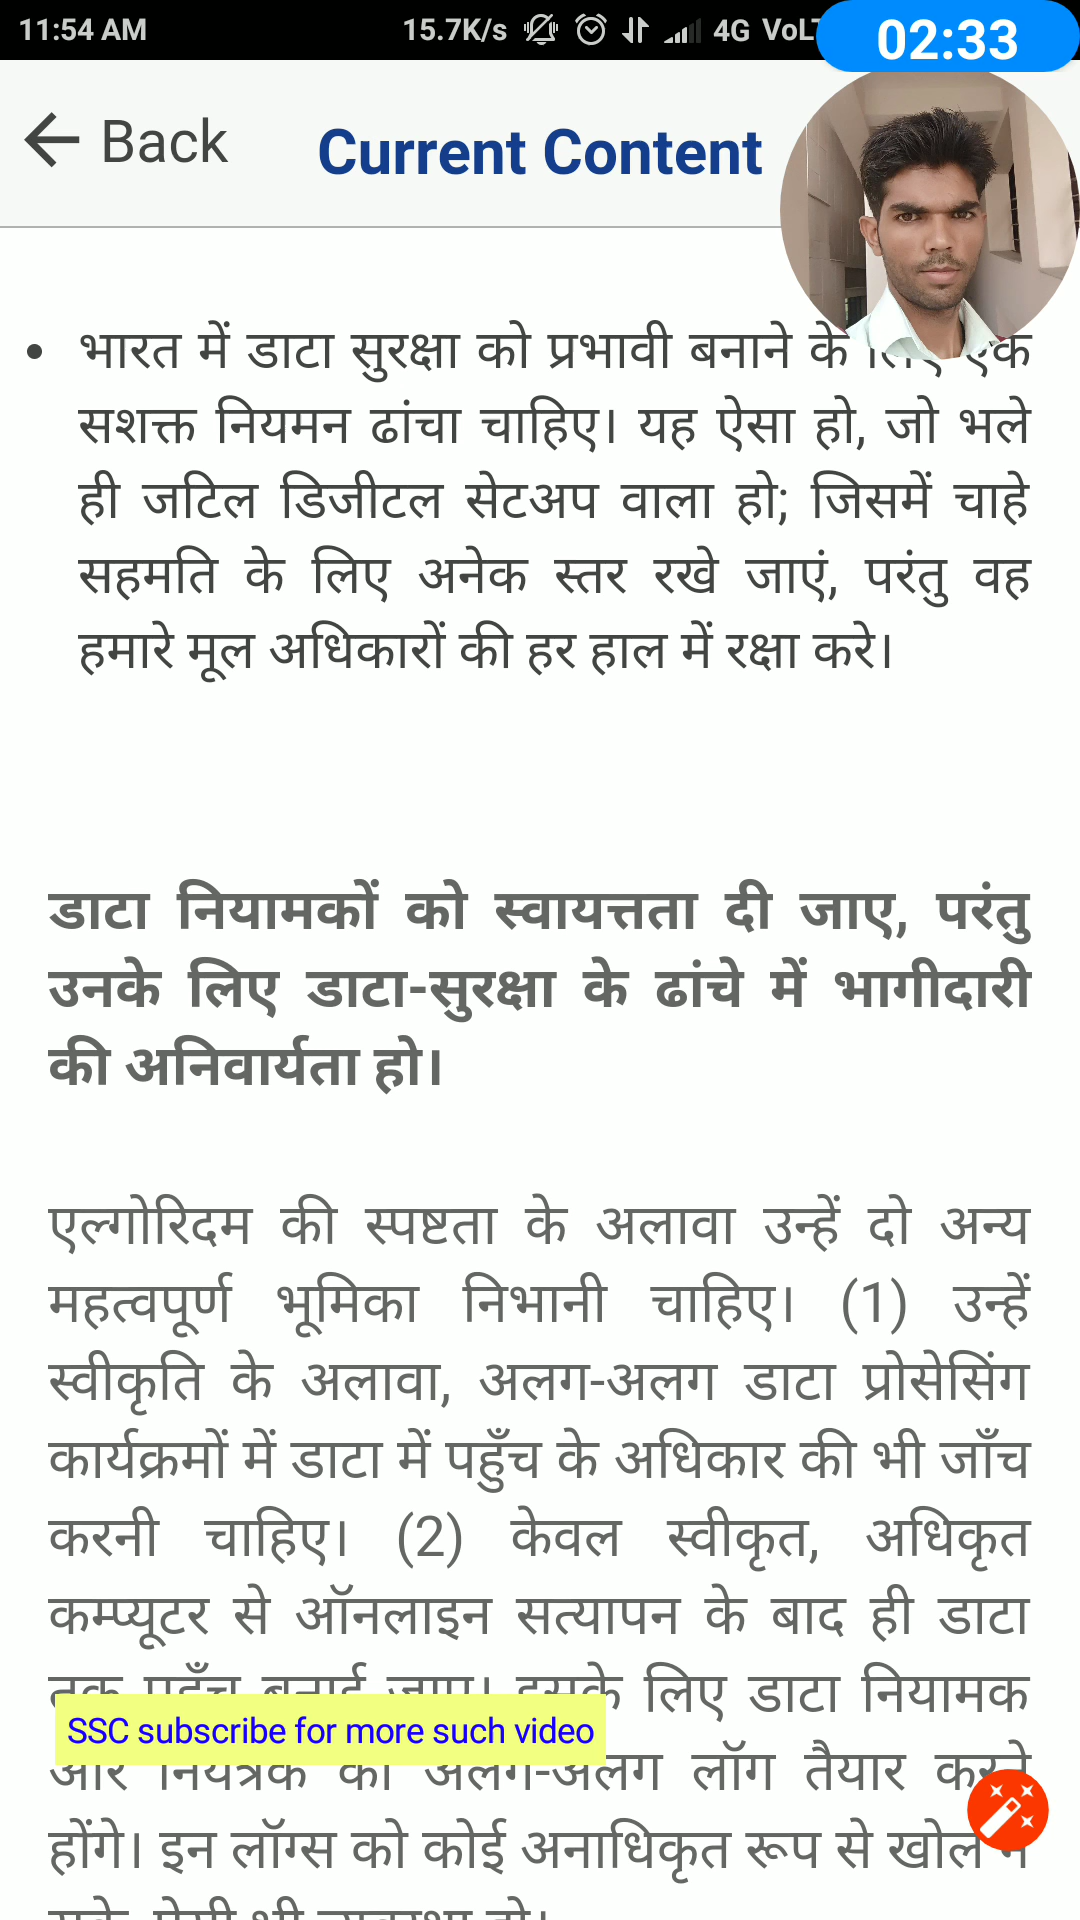 11:54 AM 15.7K/s 4G VoLT
02:33
Back Current Content
• भारत में डाटा सुरक्षा को प्रभावी बनाने के एक
सशक्त नियमन ढांचा चाहिए। यह ऐसा हो, जो भले
ही जटिल डिजीटल सेटअप वाला हो; जिसमें चाहे
सहमति के लिए अनेक स्तर रखे जाएं, परंतु वह
हमारे मूल अधिकारों की हर हाल में रक्षा करे।
डाटा नियामकों को स्वायत्तता दी जाए, परंतु
उनके लिए डाटा-सुरक्षा के ढांचे में भागीदारी
की अनिवार्यता हो।
एल्गोरिदम की स्पष्टता के अलावा उन्हें दो अन्य
महत्वपूर्ण भूमिका निभानी चाहिए। (1) उन्हें
स्वीकृति के अलावा, अलग-अलग डाटा प्रोसेसिंग
कार्यक्रमों में डाटा में पहुँच के अधिकार की भी जाँच
करनी चाहिए। (2) केवल स्वीकृत, अधिकृत
कम्प्यूटर से ऑनलाइन सत्यापन के बाद ही डाटा
लिए डाटा नियामक
SSC subscribe for more such video
अलग-अलग लॉग तैयार करने
होंगे। इन लॉग्स को कोई अनाधिकृत रूप से खोल न